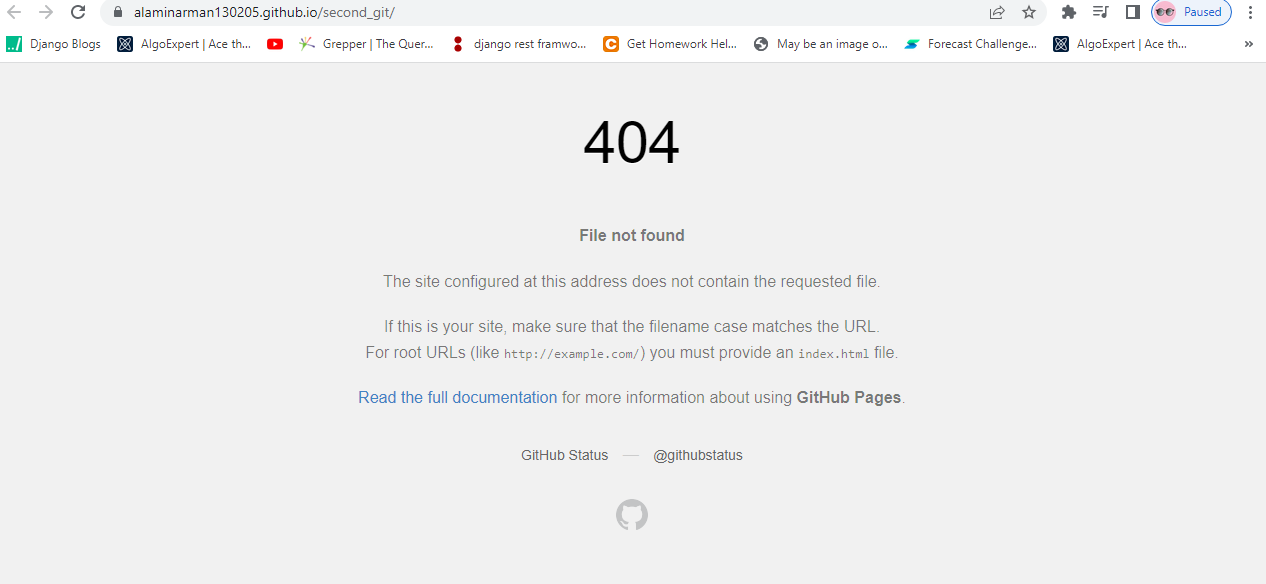 alaminarman130205.github.io/second_git/
Paused
Django Blogs
AlgoExpert | Ace th...
Grepper | The Quer...
django rest framwo...
Get Homework Hel...
May be an image o...
Forecast Challenge...
AlgoExpert | Ace th...
»
404
File not found
The site configured at this address does not contain the requested file.
If this is your site, make sure that the filename case matches the URL.
For root URLs (like http://example.com/) you must provide an index.html file.
Read the full documentation for more information about using GitHub Pages.
GitHub Status — @githubstatus